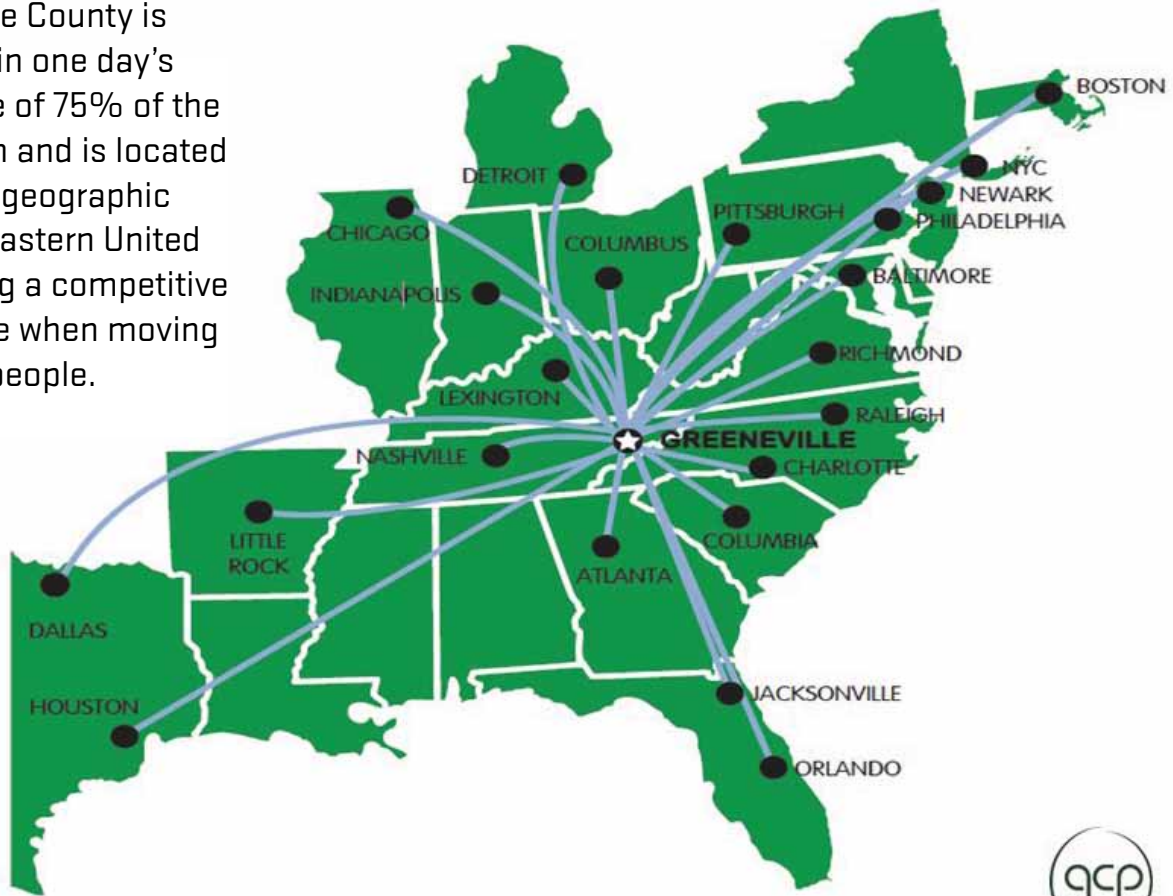 e County is
in one day's
e of 75% of the
n and is located
geographic
astern United
g a competitive
e when moving
people.
BOSTON
NYC
DETROIT
NEWARK
PITTSBURGH
PHILADELPHIA
CHICAGO
COLUMBUS
BALTIMORE
INDIANAPOLIS
RICHMOND
LEXINGTON
RALEIGH
GREENEVILLE
NASHVILLE
CHARLOTTE
LITTLE
ROCK
COLUMBIA
ATLANTA
DALLAS
JACKSONVILLE
HOUSTON
ORLANDO
gcp